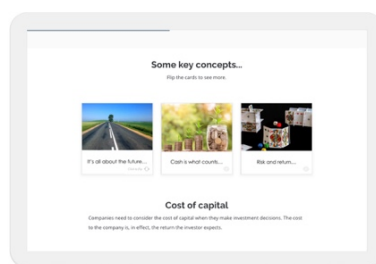 Some key concepts...
Flip the cards to see more.
It's all about the future...
Cash is what counts...
Risk and return...
Cost of capital
Companies need to consider the cost of capital when they make investment decisions. The cost
to the company is, in effect, the return the investor expects.